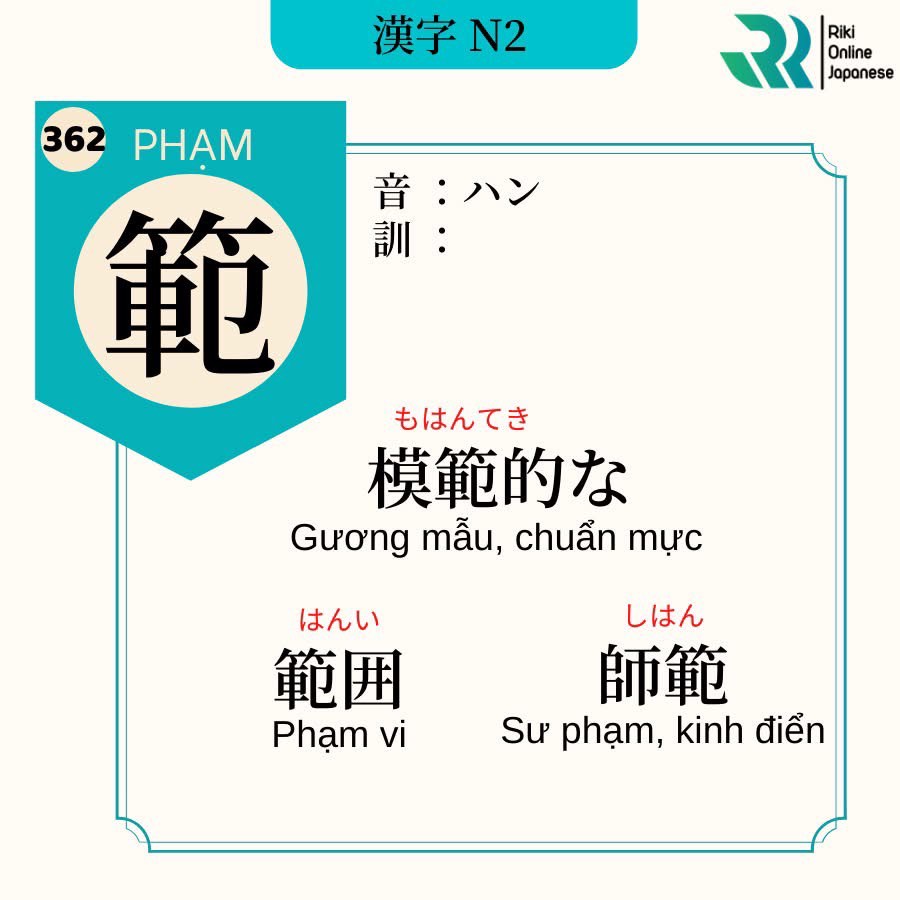 漢字 N2
Riki
Online
Japanese
362
PHẠM
範
音 ：ハン
訓 ：
もはんてき
模範的な
Gương mẫu, chuẩn mực
はんい
範囲
Phạm vi
しはん
師範
Sư phạm, kinh điển